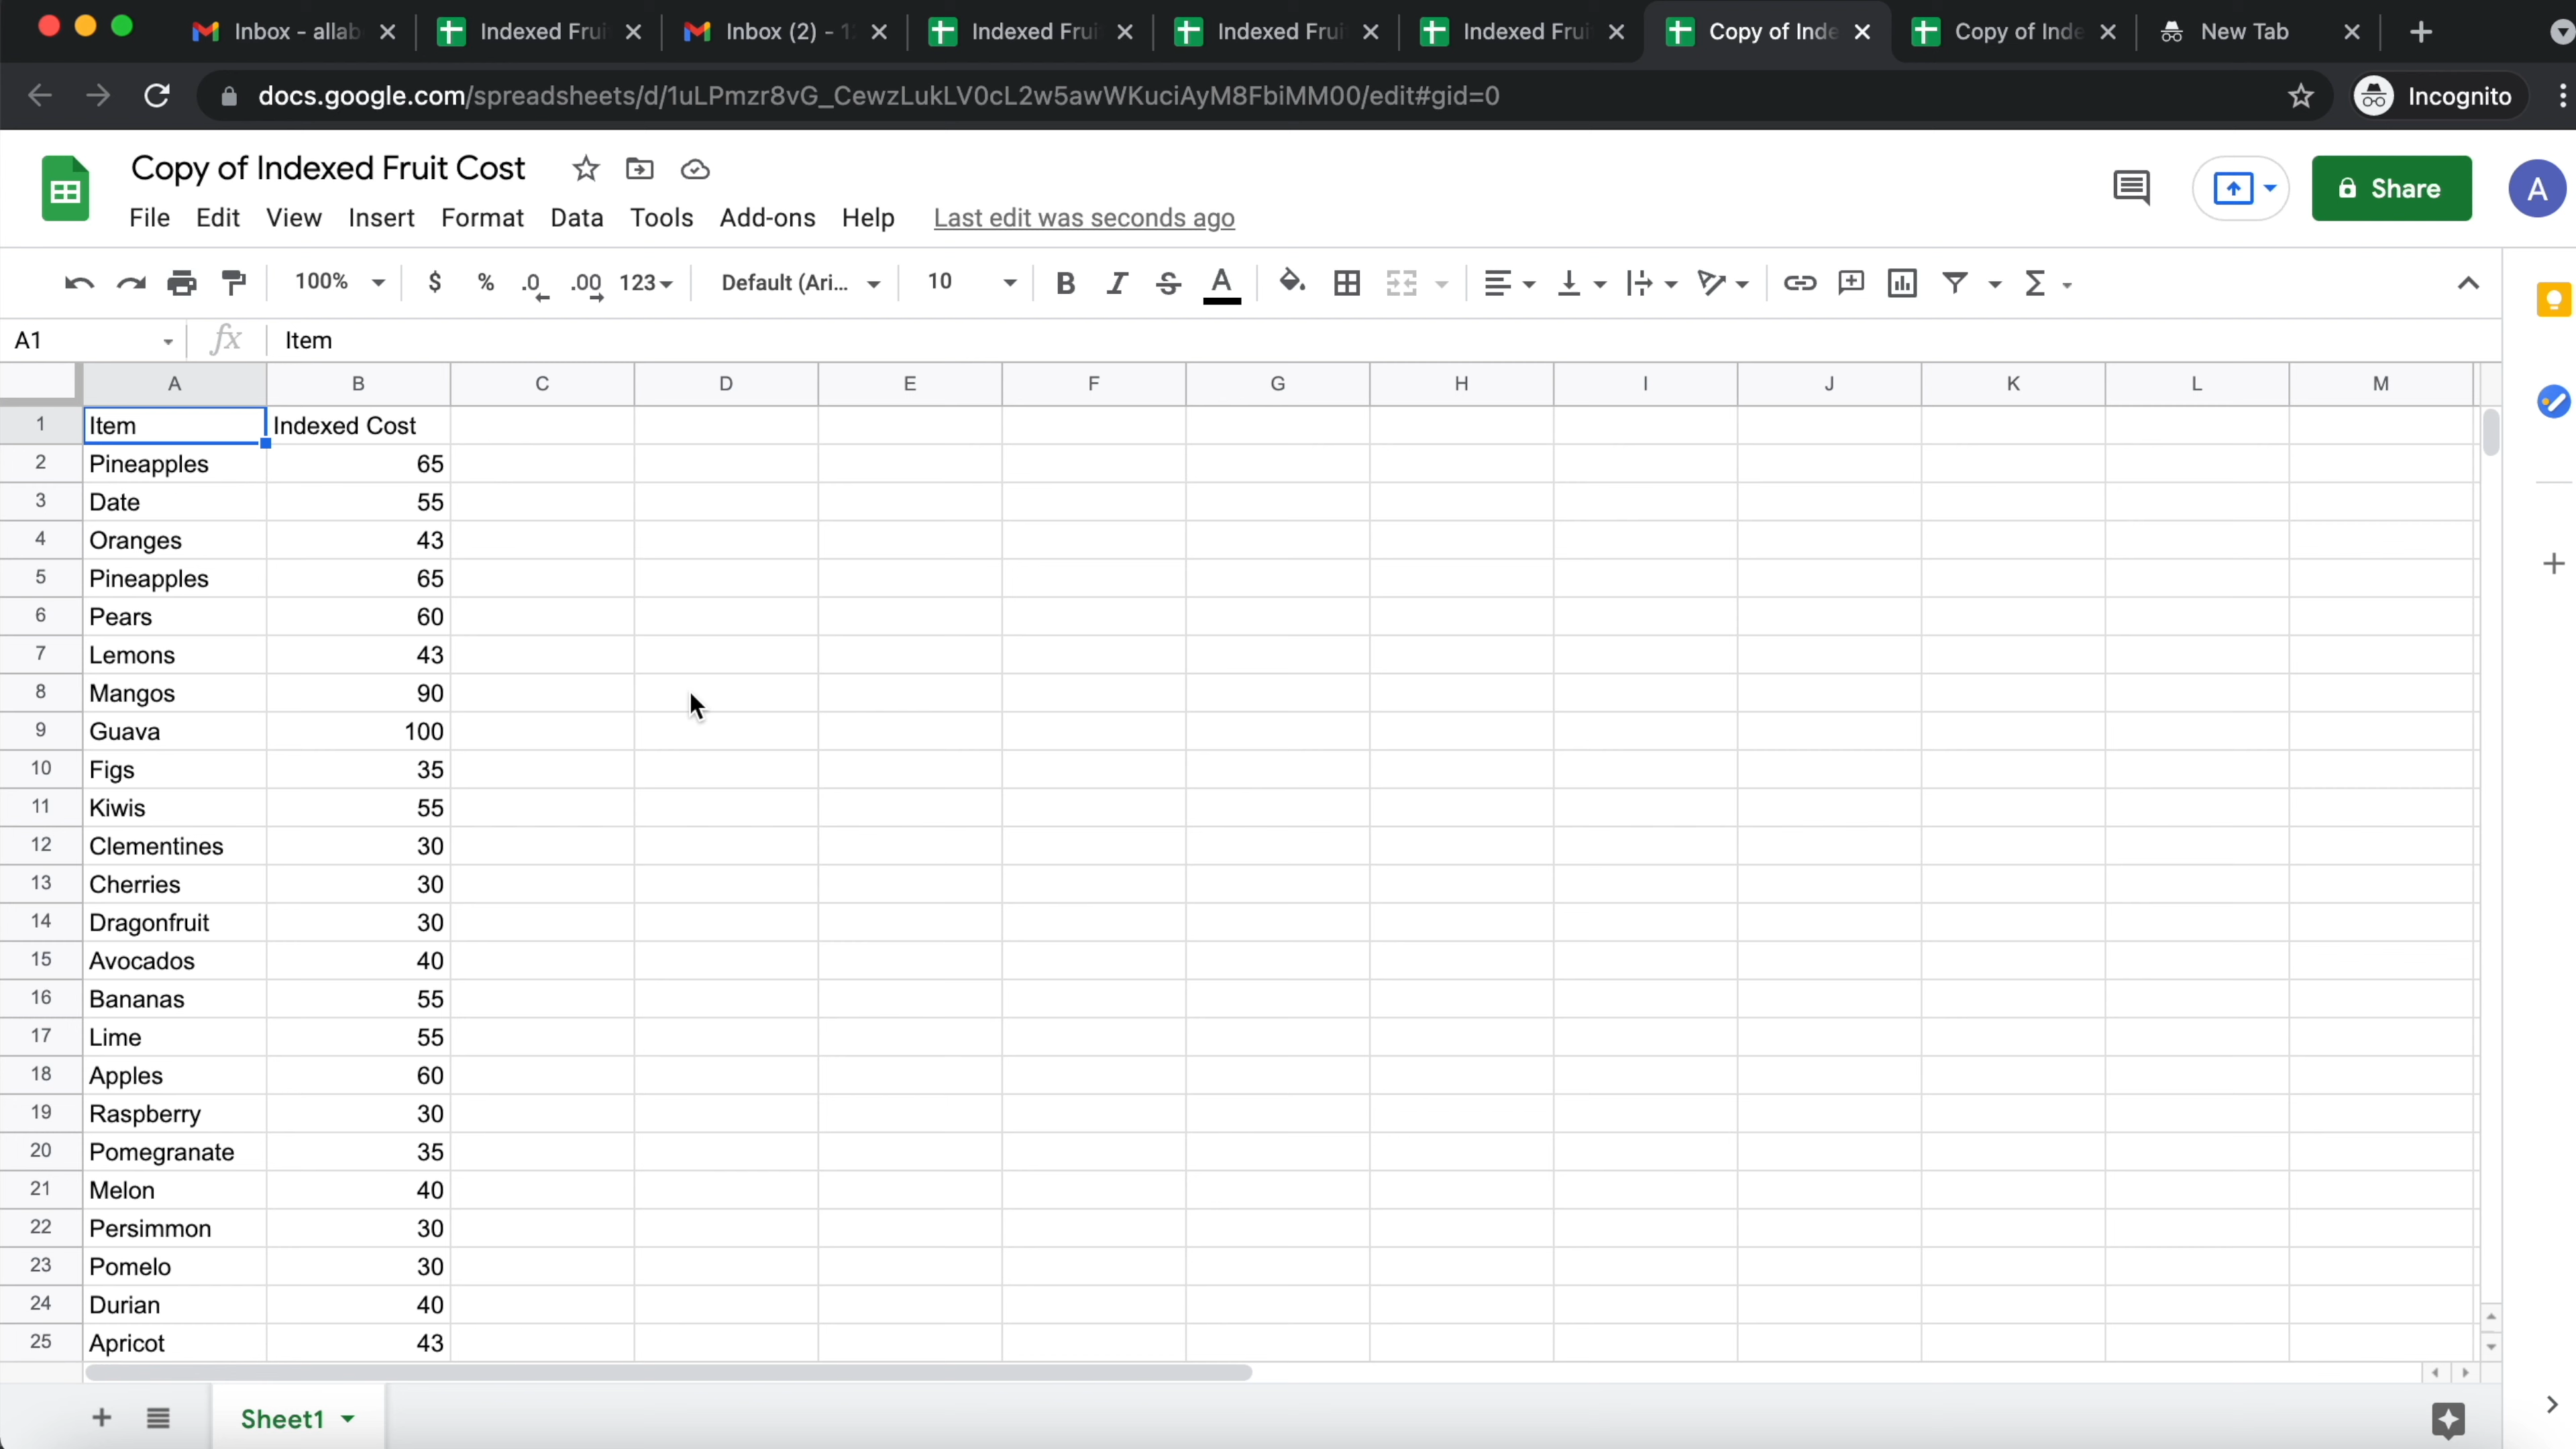 Inbox - allab
Indexed Frui
Inbox (2) - 1
Indexed Frui
Indexed Frui
Indexed Frui
Copy of Inde
Copy of Inde
New Tab
docs.google.com/spreadsheets/d/1uLPmzr8vG_CewzLukLV0cL2w5awWKuciAyM8FbiMM00/edit#gid=0
Incognito
Copy of Indexed Fruit Cost
Share
A
File Edit View Insert Format Data Tools Add-ons Help Last edit was seconds ago
100% $ % .0 .00 123 Default (Ari... 10 B I S A Σ
A1 fx Item
A B C D E F G H I J K L M
1 Item Indexed Cost
2 Pineapples 65
3 Date 55
4 Oranges 43
5 Pineapples 65
6 Pears 60
7 Lemons 43
8 Mangos 90
9 Guava 100
10 Figs 35
11 Kiwis 55
12 Clementines 30
13 Cherries 30
14 Dragonfruit 30
15 Avocados 40
16 Bananas 55
17 Lime 55
18 Apples 60
19 Raspberry 30
20 Pomegranate 35
21 Melon 40
22 Persimmon 30
23 Pomelo 30
24 Durian 40
25 Apricot 43
Sheet1